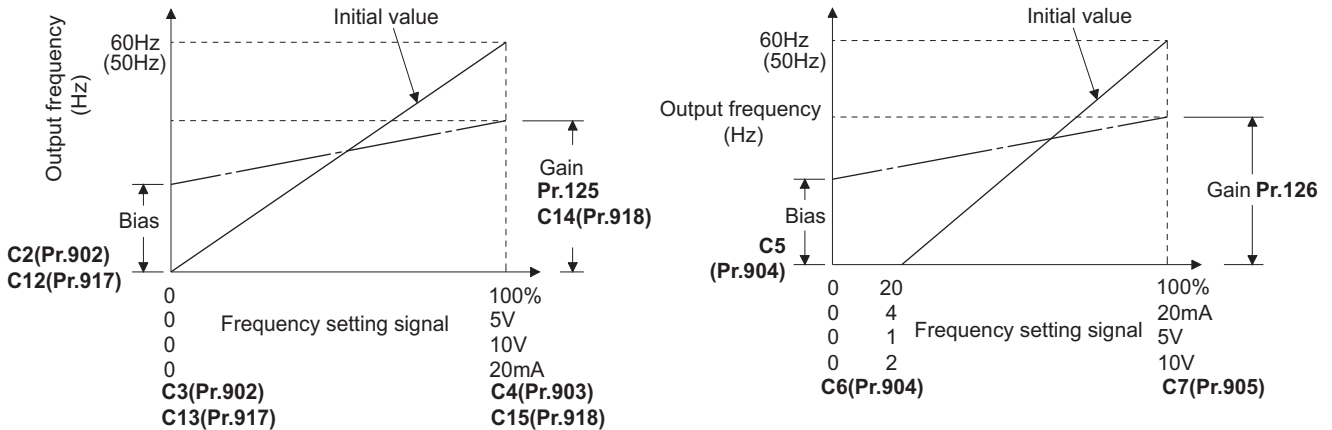 Initial value
Output frequency
(Hz)
60Hz
(50Hz)
Gain
Pr.125
C14(Pr.918)
Bias
C2(Pr.902)
C12(Pr.917)
0 100%
0 Frequency setting signal 5V
0 10V
0 20mA
C3(Pr.902) C4(Pr.903)
C13(Pr.917) C15(Pr.918)
Initial value
60Hz
(50Hz)
Output frequency
(Hz)
Gain Pr.126
Bias
C5
(Pr.904)
0 20 100%
0 4 20mA
0 1 Frequency setting signal 5V
0 2 10V
C6(Pr.904) C7(Pr.905)